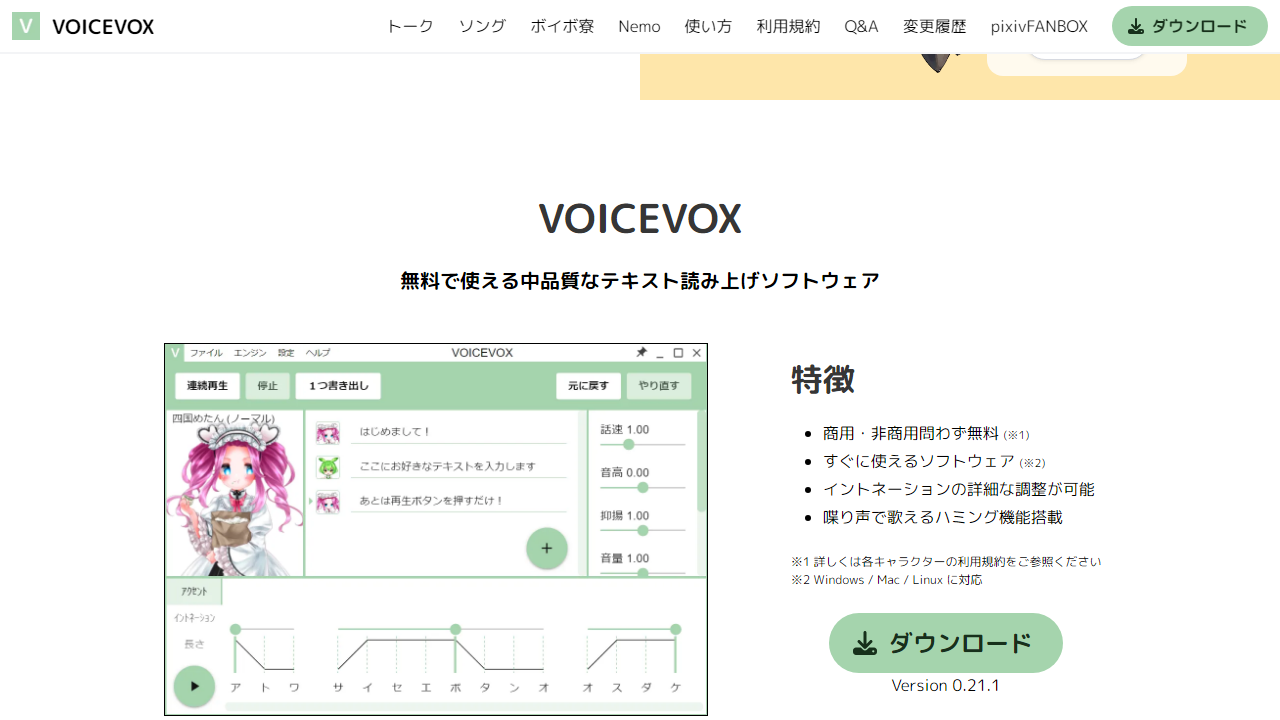 V VOICEVOX トーク ソング ボイボ寮 Nemo 使い方 利用規約 Q&A 変更履歴 pixivFANBOX ダウンロード
VOICEVOX
無料で使える中品質なテキスト読み上げソフトウェア
V ファイル エンジン 設定 ヘルプ VOICEVOX
連続再生 停止 1つ書き出し 元に戻す やり直す
四国めたん (ノーマル)
はじめまして！
ここにお好きなテキストを入力します
あとは再生ボタンを押すだけ！
話速 1.00
音高 0.00
抑揚 1.00
音量 1.00
アクセント
イントネーション
長さ
ア ト ワ サ イ セ エ ボ タ ン オ オ ス ダ ケ
特徴
商用・非商用問わず無料 (※1)
すぐに使えるソフトウェア (※2)
イントネーションの詳細な調整が可能
喋り声で歌えるハミング機能搭載
※1 詳しくは各キャラクターの利用規約をご参照ください
※2 Windows / Mac / Linux に対応
ダウンロード
Version 0.21.1